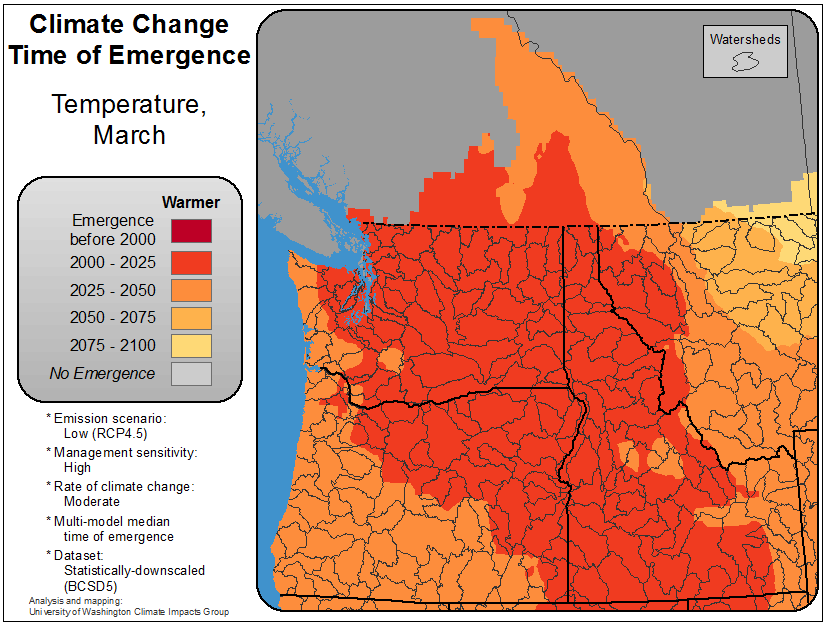 Climate Change
Time of Emergence
Temperature,
March
Warmer
Emergence
before 2000
2000 - 2025
2025 - 2050
2050 - 2075
2075 - 2100
No Emergence
* Emission scenario:
Low (RCP4.5)
* Management sensitivity:
High
* Rate of climate change:
Moderate
* Multi-model median
time of emergence
* Dataset:
Statistically-downscaled
(BCSD5)
Analysis and mapping:
University of Washington Climate Impacts Group
Watersheds